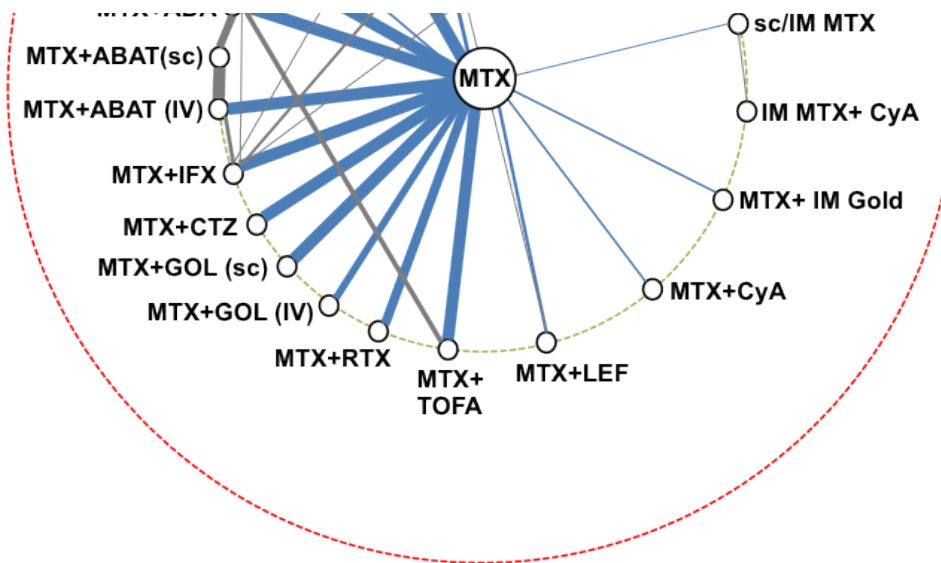 sc/IM MTX
MTX+ABAT(sc)
MTX
MTX+ABAT (IV)
IM MTX+ CyA
MTX+IFX
MTX+ IM Gold
MTX+CTZ
MTX+GOL (sc)
MTX+CyA
MTX+GOL (IV)
MTX+RTX
MTX+LEF
MTX+
TOFA